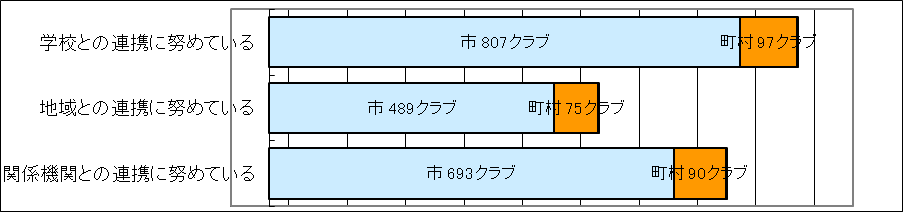 学校との連携に努めている 市 807クラブ 町村 97クラブ
地域との連携に努めている 市 489クラブ 町村 75クラブ
関係機関との連携に努めている 市 693クラブ 町村 90クラブ